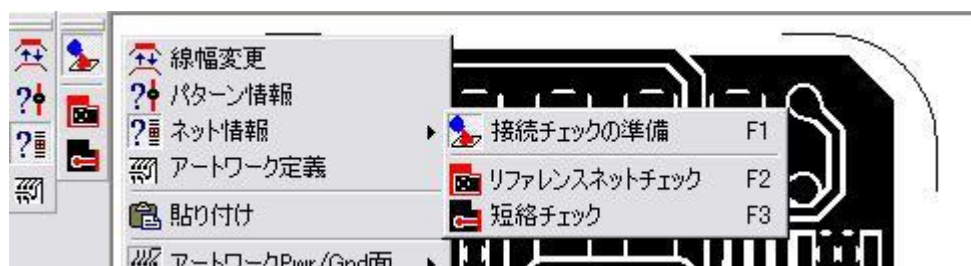 線幅変更
パターン情報
ネット情報
接続チェックの準備 F1
アートワーク定義
リファレンスネットチェック F2
貼り付け
短絡チェック F3
アートワークPwr/Gnd面